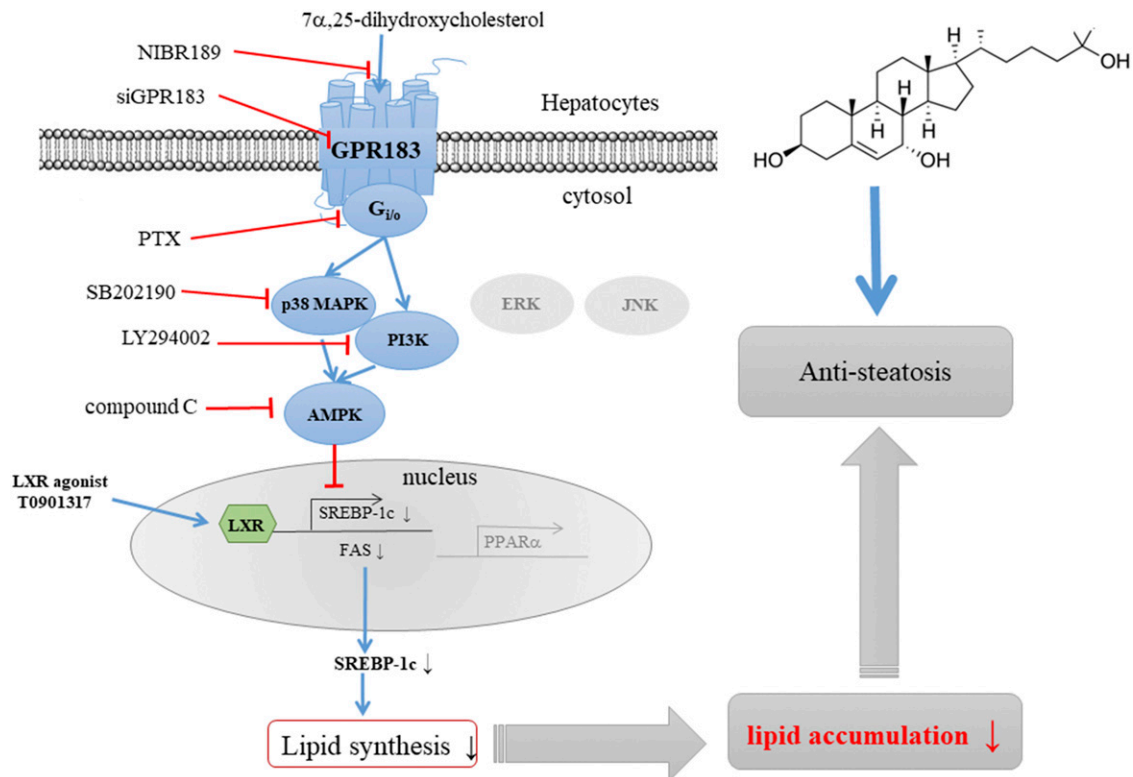 7α,25-dihydroxycholesterol
NIBR189
siGPR183
Hepatocytes
GPR183
cytosol
Gi/o
PTX
SB202190
p38 MAPK
ERK
JNK
LY294002
PI3K
compound C
AMPK
nucleus
LXR agonist
T0901317
LXR
SREBP-1c ↓
FAS ↓
PPARα
SREBP-1c ↓
Lipid synthesis ↓
OH
H
H
H
HO
OH
Anti-steatosis
lipid accumulation ↓